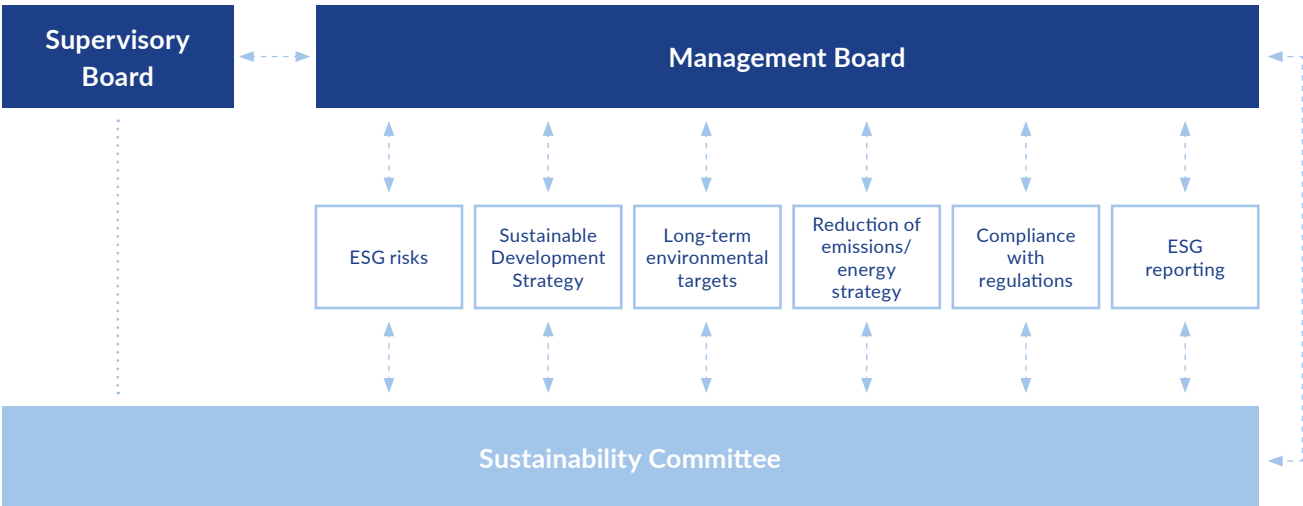 Supervisory
Board
Management Board
ESG risks
Sustainable
Development
Strategy
Long-term
environmental
targets
Reduction of
emissions/
energy
strategy
Compliance
with
regulations
ESG
reporting
Sustainability Committee